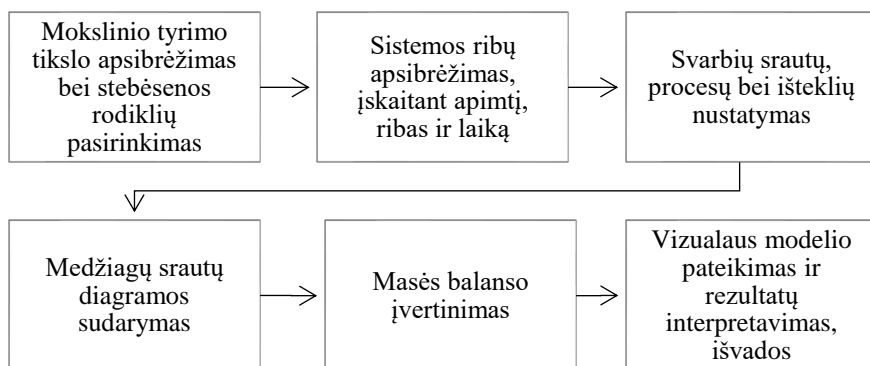 Mokslinio tyrimo
tikslo apsibrėžimas
bei stebėsenos
rodiklių
pasirinkimas
Sistemos ribų
apsibrėžimas,
įskaitant apimtį,
ribas ir laiką
Svarbių srautų,
procesų bei išteklių
nustatymas
Medžiagų srautų
diagramos
sudarymas
Masės balanso
įvertinimas
Vizualaus modelio
pateikimas ir
rezultatų
interpretavimas,
išvados